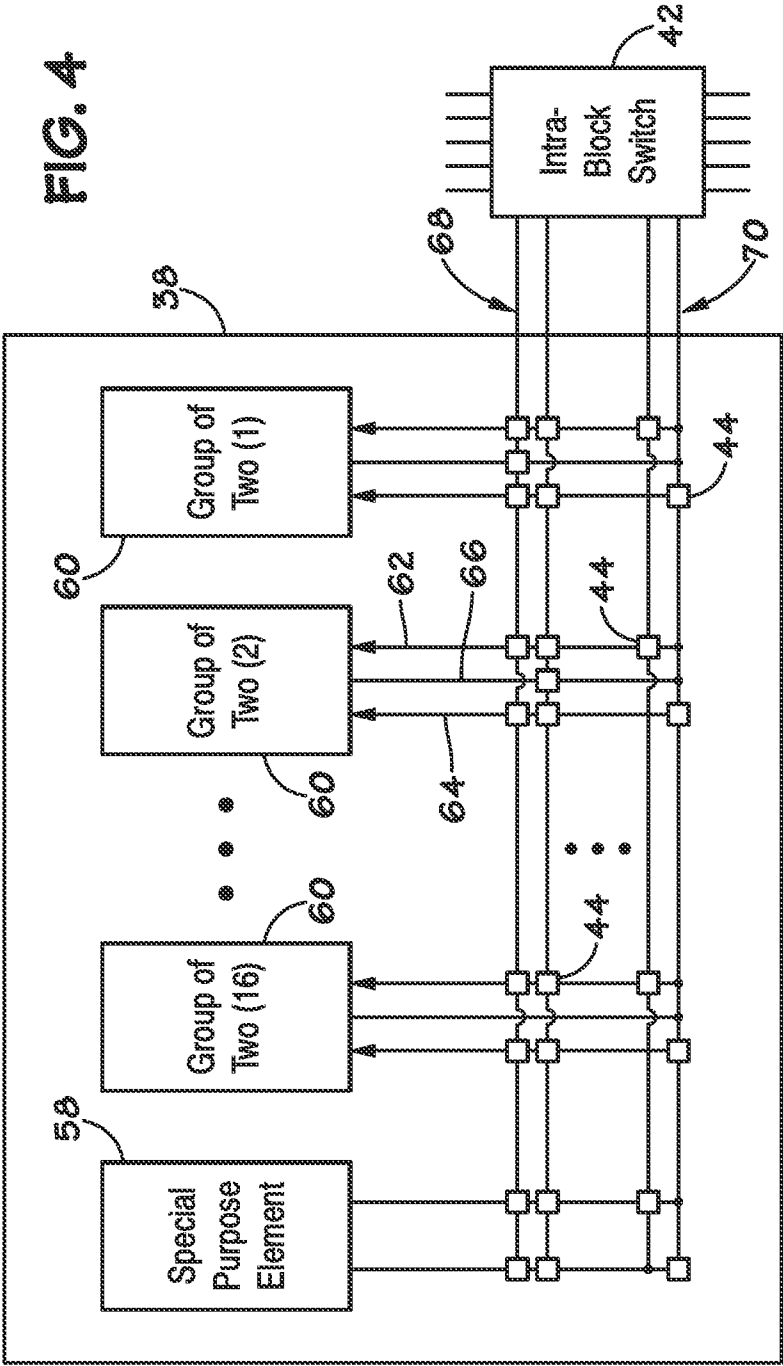 FIG. 4
58
60
38
Special
Purpose
Element
Group of
Two (16)
60
Group of
Two (2)
60
Group of
Two (1)
62
66
64
68
44
44
44
70
Intra-
Block
Switch
42